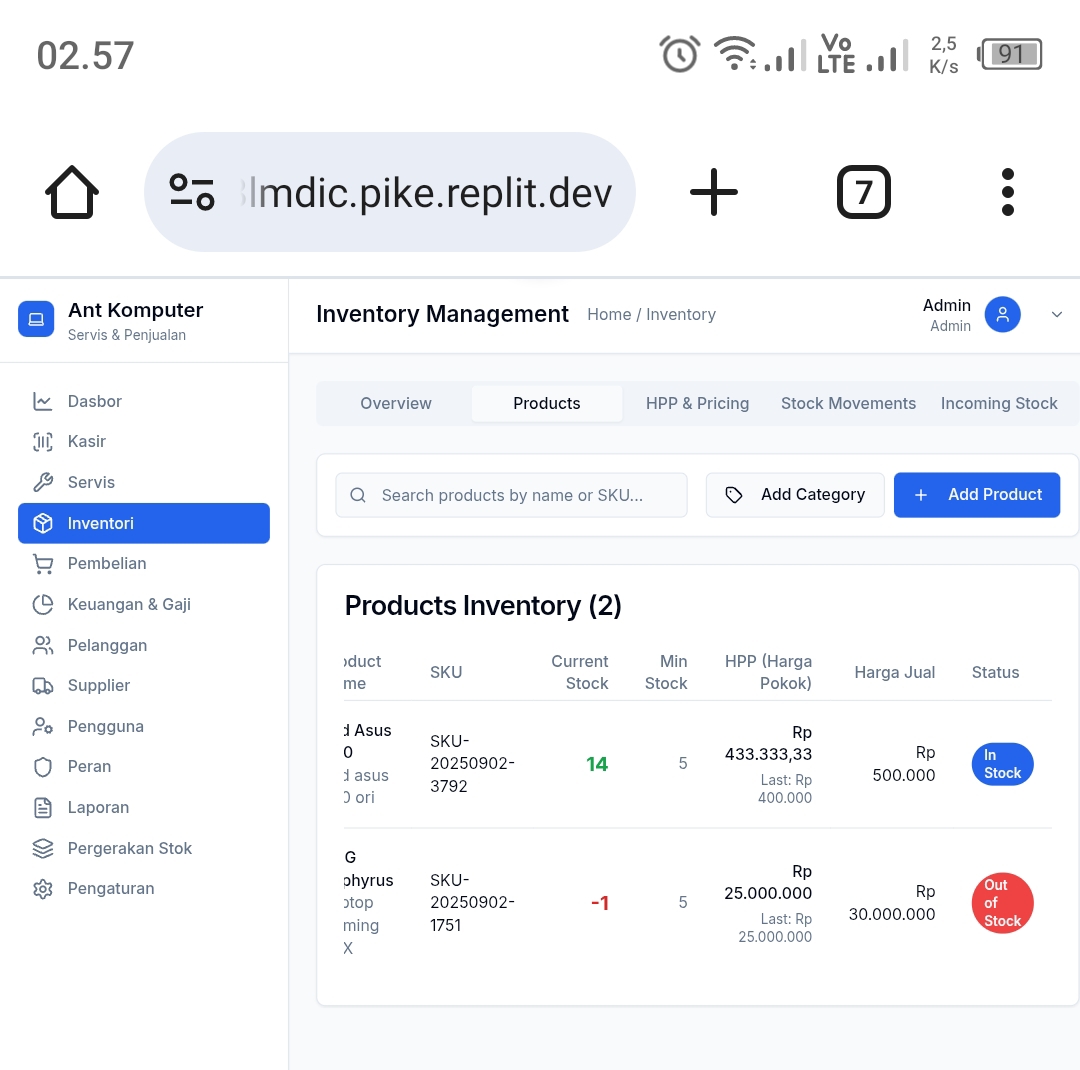 02.57
Vo
LTE
2,5
K/s
91
lmdic.pike.replit.dev
7
Ant Komputer
Servis & Penjualan
Inventory Management
Home / Inventory
Admin
Admin
Dasbor
Kasir
Servis
Inventori
Pembelian
Keuangan & Gaji
Pelanggan
Supplier
Pengguna
Peran
Laporan
Pergerakan Stok
Pengaturan
Overview
Products
HPP & Pricing
Stock Movements
Incoming Stock
Search products by name or SKU...
Add Category
Add Product
Products Inventory (2)
oduct
me
SKU
Current
Stock
Min
Stock
HPP (Harga
Pokok)
Harga Jual
Status
d Asus
0
d asus
0 ori
SKU-
20250902-
3792
14
5
Rp
433.333,33
Last: Rp
400.000
Rp
500.000
In
Stock
G
phyrus
otop
ming
X
SKU-
20250902-
1751
-1
5
Rp
25.000.000
Last: Rp
25.000.000
Rp
30.000.000
Out
of
Stock